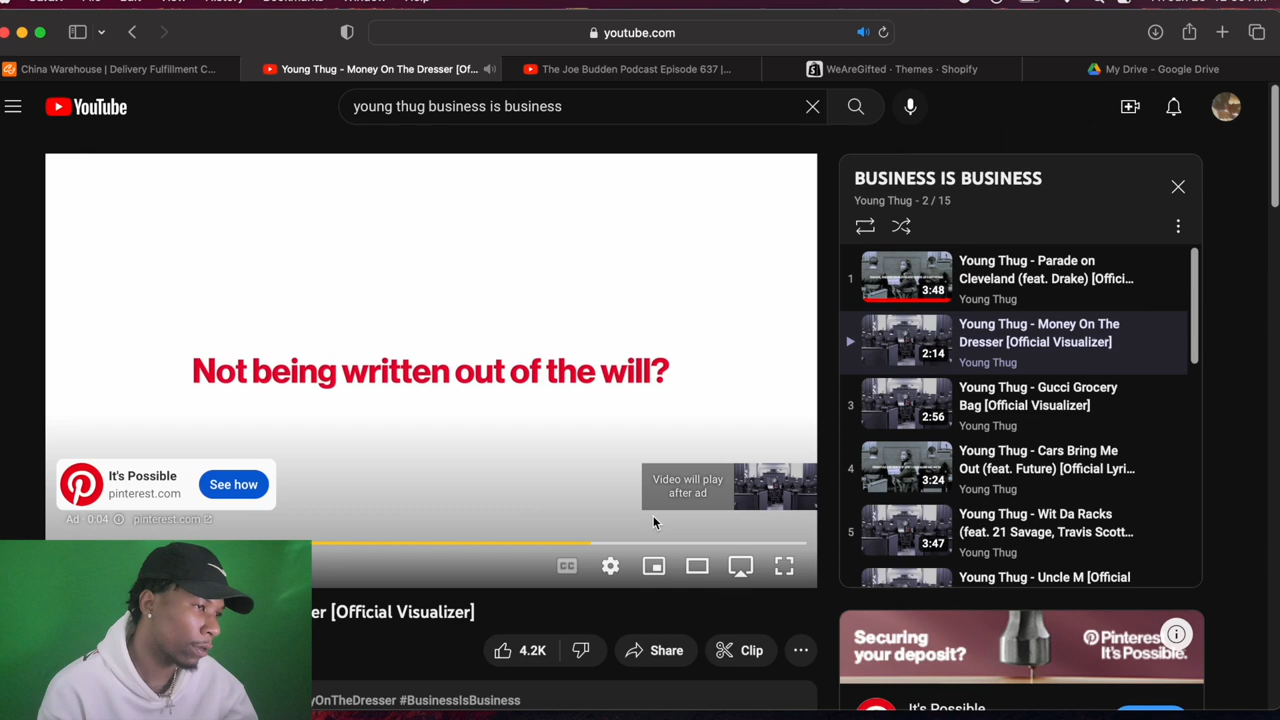 youtube.com
China Warehouse | Delivery Fulfillment C...
Young Thug - Money On The Dresser [Of...
The Joe Budden Podcast Episode 637 |...
WeAreGifted · Themes · Shopify
My Drive - Google Drive
YouTube
young thug business is business
Not being written out of the will?
It's Possible
pinterest.com
See how
Ad · 0:04
pinterest.com
Video will play
after ad
CC
er [Official Visualizer]
4.2K
Share
Clip
yOnTheDresser #BusinessIsBusiness
BUSINESS IS BUSINESS
Young Thug - 2 / 15
1
3:48
Young Thug - Parade on
Cleveland (feat. Drake) [Offici...
Young Thug
2:14
Young Thug - Money On The
Dresser [Official Visualizer]
Young Thug
3
2:56
Young Thug - Gucci Grocery
Bag [Official Visualizer]
Young Thug
4
3:24
Young Thug - Cars Bring Me
Out (feat. Future) [Official Lyri...
Young Thug
5
3:47
Young Thug - Wit Da Racks
(feat. 21 Savage, Travis Scott...
Young Thug
Young Thug - Uncle M [Official
Securing
your deposit?
Pinterest
It's Possible.
It's Possible